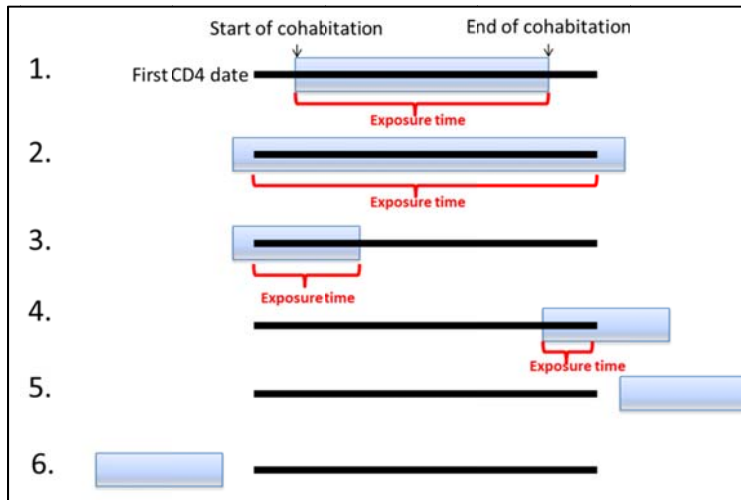 Start of cohabitation End of cohabitation
1. First CD4 date
Exposure time
2.
Exposure time
3.
Exposure time
4.
Exposure time
5.
6.